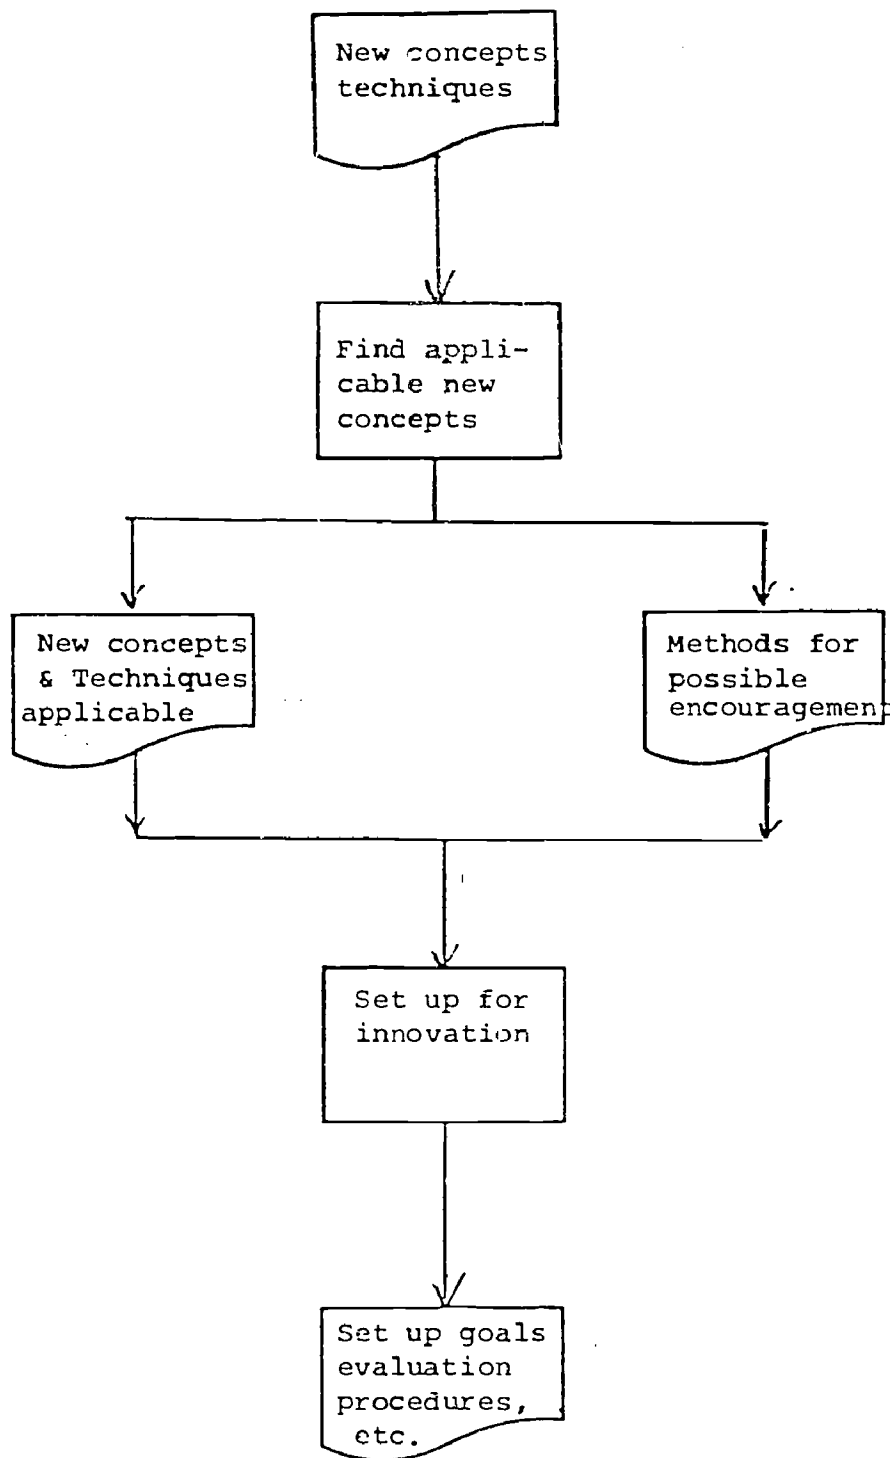 New concepts
techniques
Find appli-
cable new
concepts
New concepts
& Techniques
applicable
Methods for
possible
encouragement
Set up for
innovation
Set up goals
evaluation
procedures,
etc.